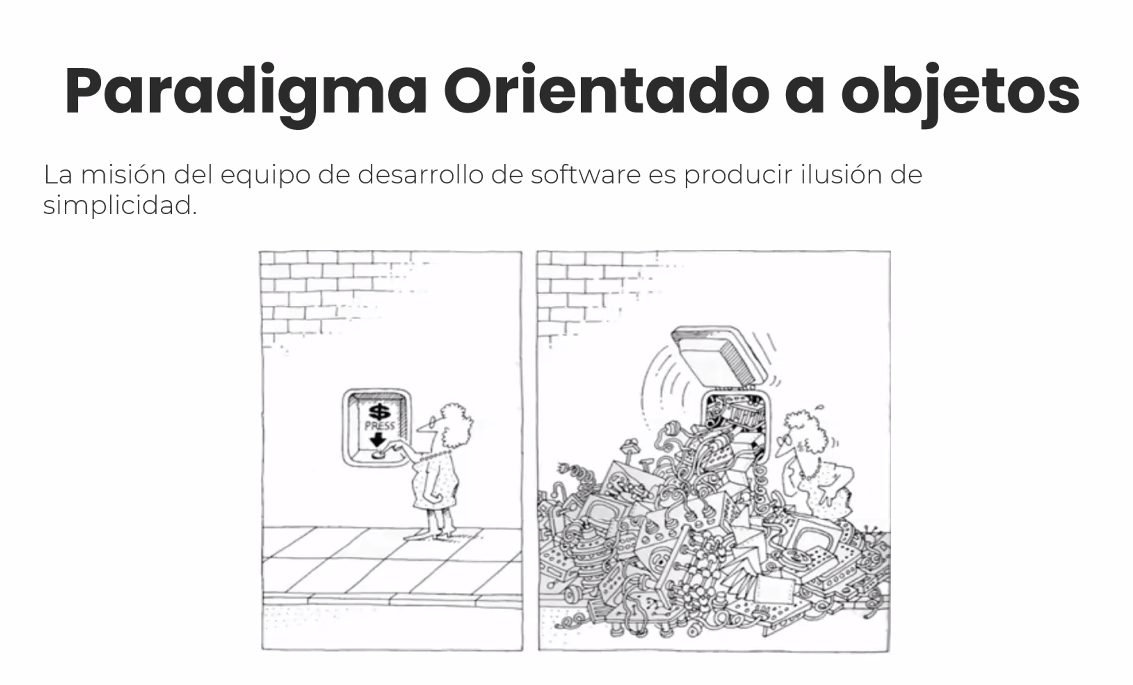 Paradigma Orientado a objetos
La misión del equipo de desarrollo de software es producir ilusión de
simplicidad.
$
PRESS